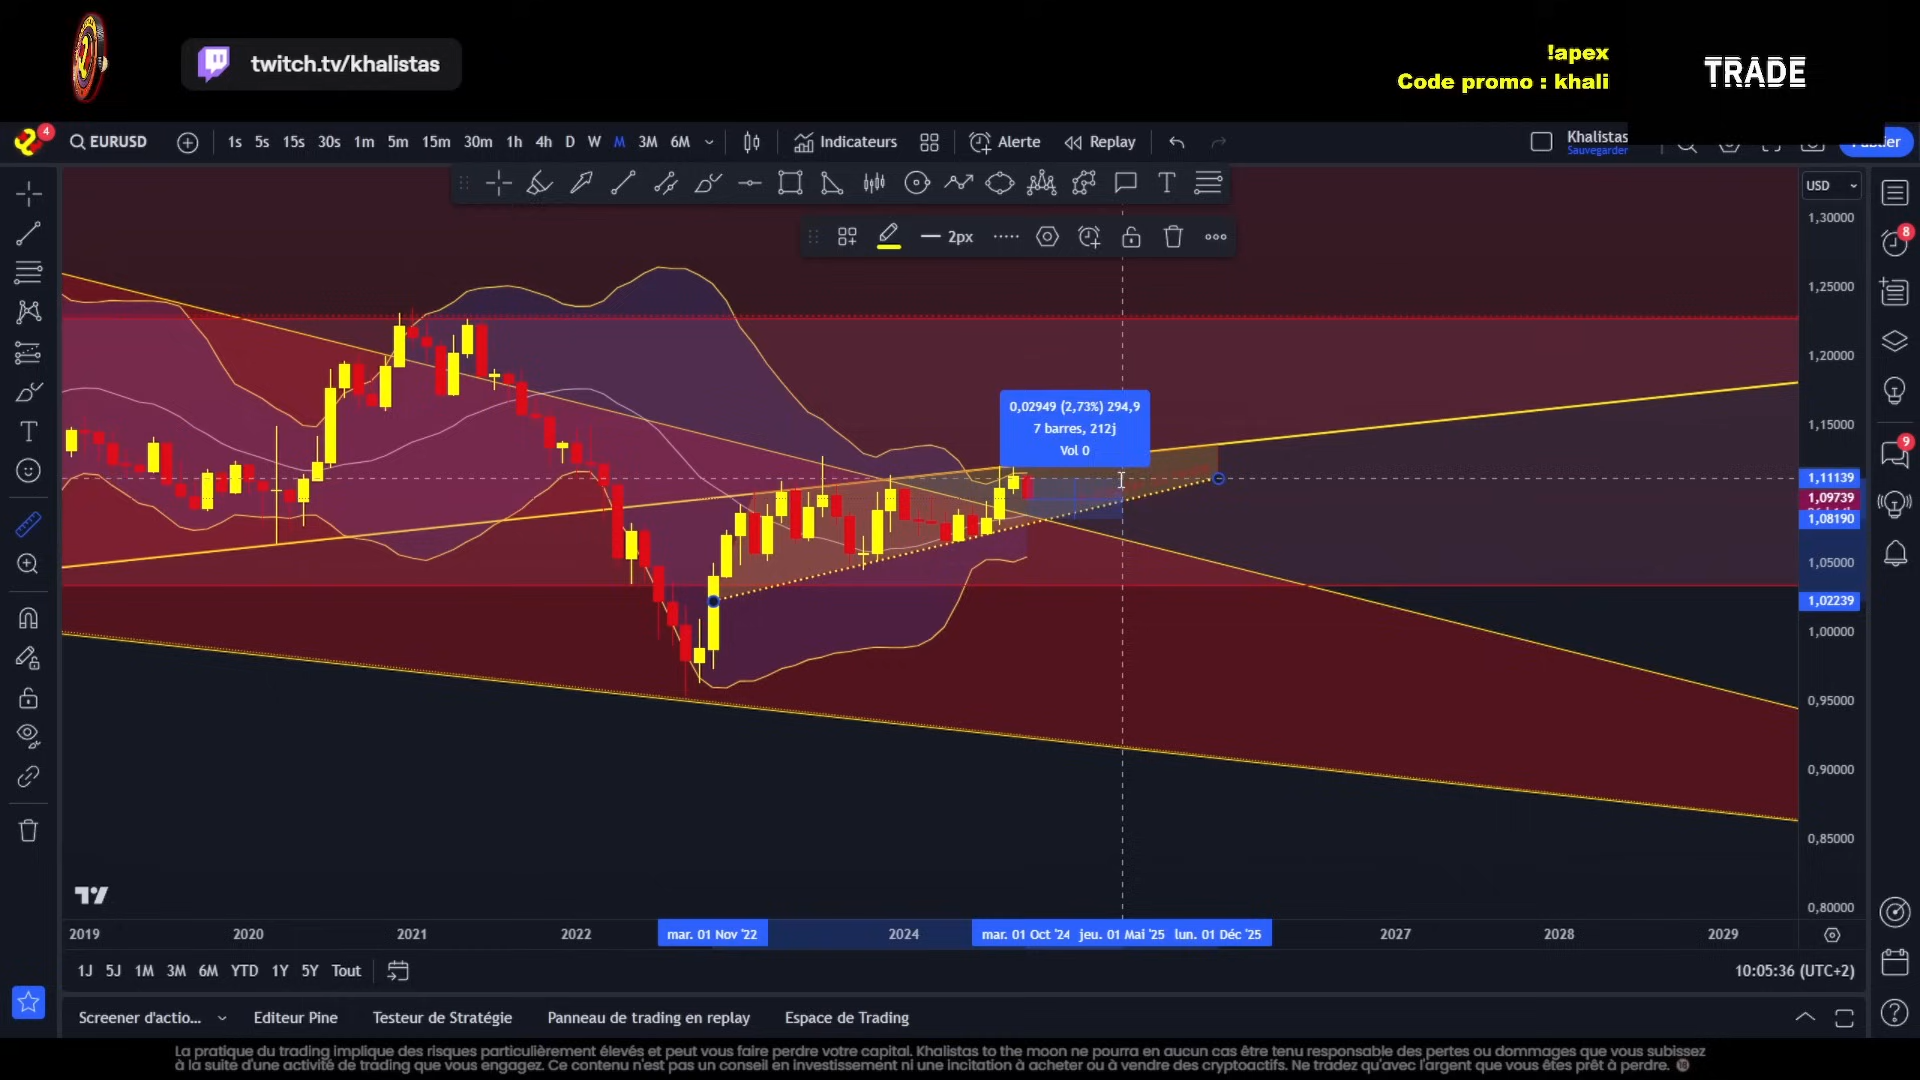 twitch.tv/khalistas
!apex
Code promo : khali
TRADE
4
EURUSD
1s 5s 15s 30s 1m 5m 15m 30m 1h 4h D W M 3M 6M
Indicateurs
Alerte
Replay
Khalistas
Sauvegarder
2px
USD
8
9
1,30000
1,25000
1,20000
1,15000
1,11139
1,09739
1,08190
1,05000
1,02239
1,00000
0,95000
0,90000
0,85000
0,80000
0,02949 (2,73%) 294,9
7 barres, 212j
Vol 0
2019 2020 2021 2022 mar. 01 Nov '22 2024 mar. 01 Oct '24 jeu. 01 Mai '25 lun. 01 Déc '25 2027 2028 2029
1J 5J 1M 3M 6M YTD 1Y 5Y Tout
10:05:36 (UTC+2)
Screener d'actio... Editeur Pine Testeur de Stratégie Panneau de trading en replay Espace de Trading
La pratique du trading implique des risques particulièrement élevés et peut vous faire perdre votre capital. Khalistas to the moon ne pourra en aucun cas être tenu responsable des pertes ou dommages que vous subissez
à la suite d'une activité de trading que vous engagez. Ce contenu n'est pas un conseil en investissement ni une incitation à acheter ou à vendre des cryptoactifs. Ne tradez qu'avec l'argent que vous êtes prêt à perdre.